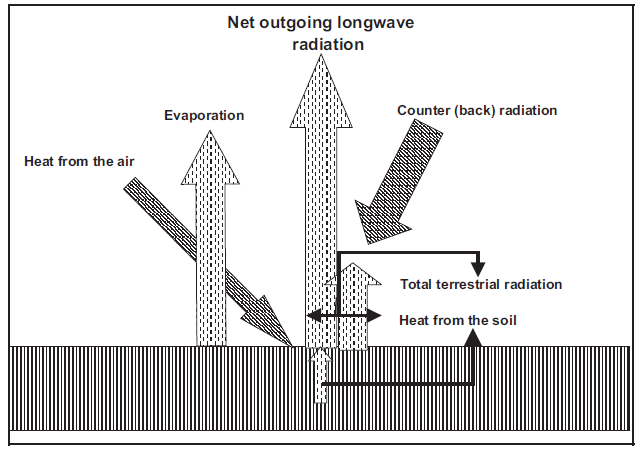 Net outgoing longwave
radiation
Evaporation
Counter (back) radiation
Heat from the air
Total terrestrial radiation
Heat from the soil